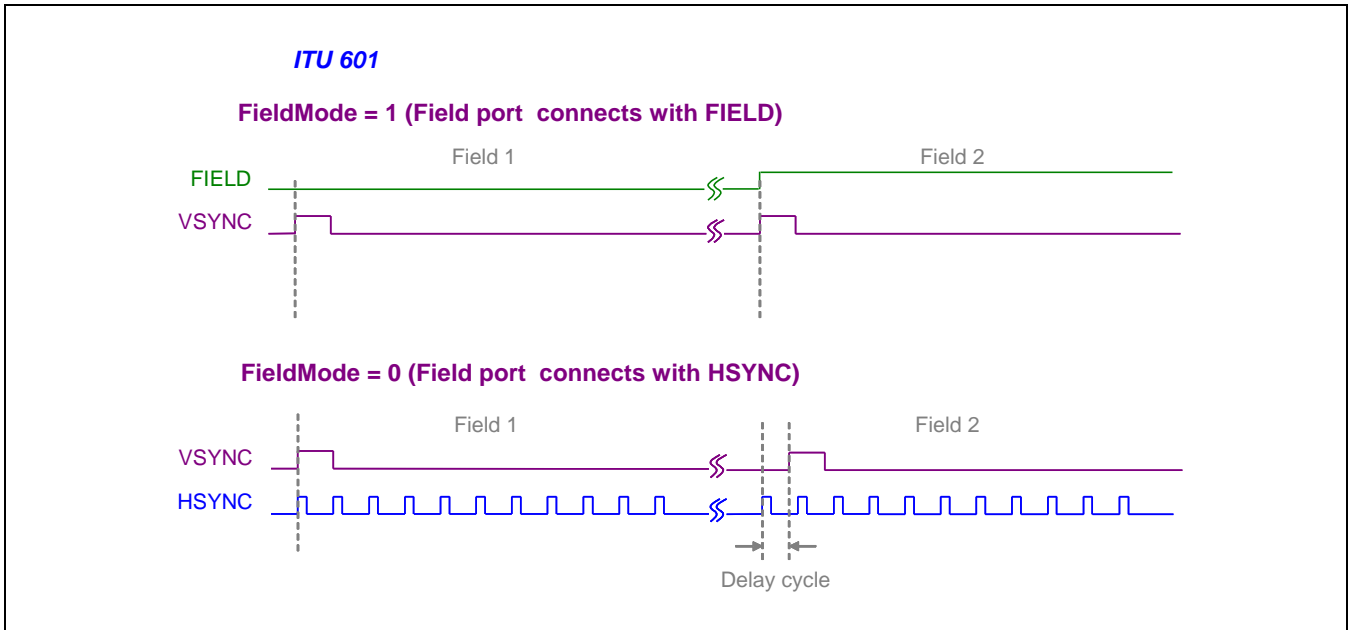 ITU 601
FieldMode = 1 (Field port connects with FIELD)
Field 1
Field 2
FIELD
VSYNC
FieldMode = 0 (Field port connects with HSYNC)
Field 1
Field 2
VSYNC
HSYNC
Delay cycle